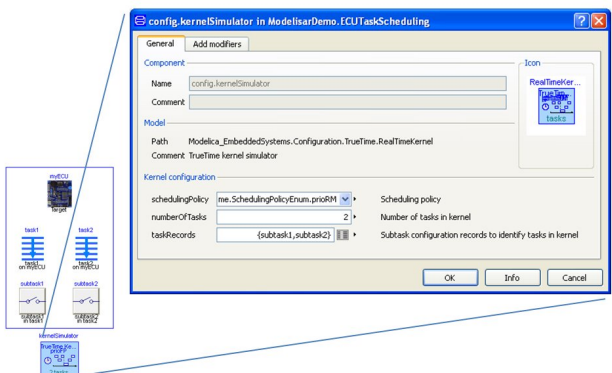 config.kernelSimulator in ModelisarDemo.ECUTaskScheduling
General
Add modifiers
Component
Icon
Name
config.kernelSimulator
Comment
RealTimeKer...
TrueTim...
tasks
Model
Path
Modelica_EmbeddedSystems.Configuration.TrueTime.RealTimeKernel
Comment
TrueTime kernel simulator
Kernel configuration
schedulingPolicy
me.SchedulingPolicyEnum.prioRM
Scheduling policy
numberOfTasks
2
Number of tasks in kernel
taskRecords
{subtask1,subtask2}
Subtask configuration records to identify tasks in kernel
OK
Info
Cancel
myECU
Target
task1
task2
task1
on myECU
task2
on myECU
subtask1
subtask2
subtask1
in task1
subtask2
in task2
kernelSimulator
TrueTime Ke...